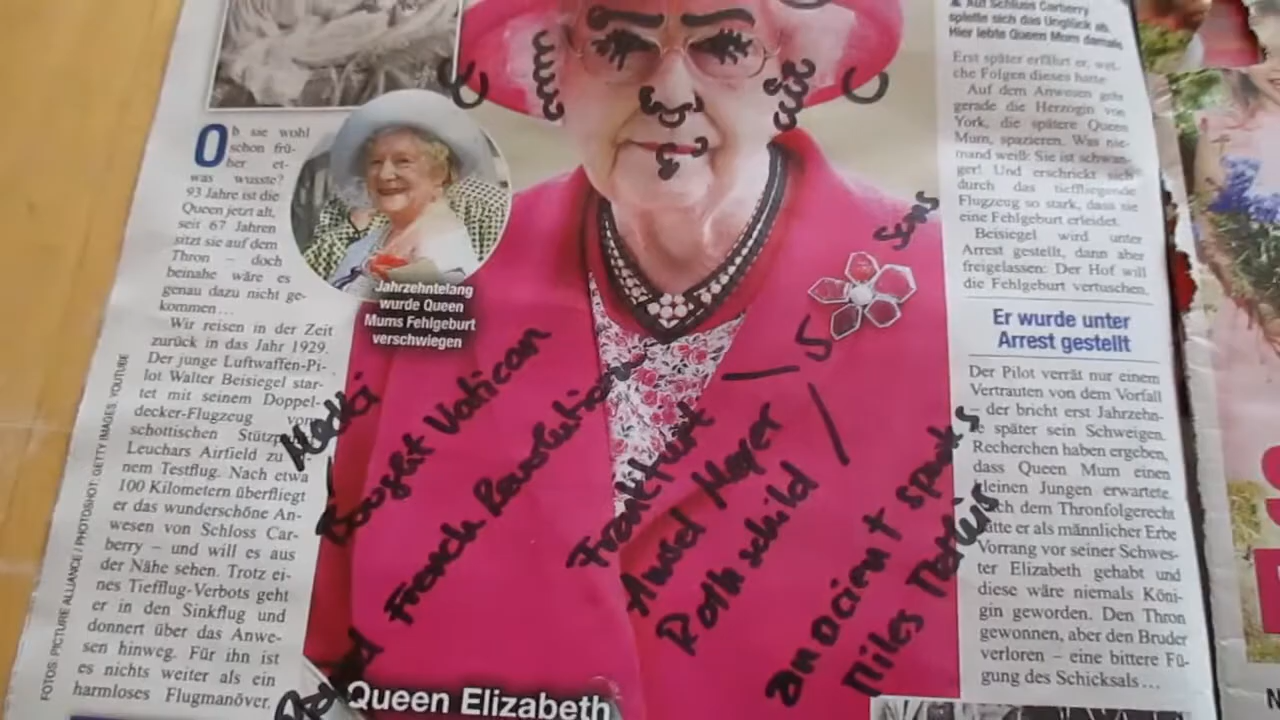 Ob sie wohl
schon frü-
her et-
was wusste?
93 Jahre ist die
Queen jetzt alt,
seit 67 Jahren
sitzt sie auf dem
Thron – doch
beinahe wäre es
genau dazu nicht ge-
kommen…
Wir reisen in der Zeit
zurück in das Jahr 1929.
Der junge Luftwaffen-Pi-
lot Walter Beisiegel star-
tet mit seinem Doppel-
decker-Flugzeug vom
schottischen
Leuchars Airfield zu
nem Testflug. Nach etwa
100 Kilometern überfliegt
er das wunderschöne An-
wesen von Schloss Car-
berry – und will es aus
der Nähe sehen. Trotz ei-
nes Tiefflug-Verbots geht
er in den Sinkflug und
donnert über das Anwe-
sen hinweg. Für ihn ist
es nichts weiter als ein
harmloses Flugmanöver.
FOTOS: PICTURE ALLIANCE / PHOTOSHOT; GETTY IMAGES; YOUTUBE
Jahrzehntelang
wurde Queen
Mums Fehlgeburt
verschwiegen
Bought Vatican
French
Frankfurt
Amsel Mayer
Rothschild
Miles
Queen Elizabeth
Auf Schloss Carberry
spielte sich das Unglück ab.
Hier lebte Queen Mum damals
Erst später erfährt er, wel-
che Folgen dieses hatte.
Auf dem Anwesen geht
gerade die Herzogin von
York, die spätere Queen
Mum, spazieren. Was nie-
mand weiß: Sie ist schwan-
ger! Und erschrickt sich
durch das tieffliegende
Flugzeug so stark, dass sie
eine Fehlgeburt erleidet.
Beisiegel wird unter
Arrest gestellt, dann aber
freigelassen: Der Hof will
die Fehlgeburt vertuschen.
Er wurde unter
Arrest gestellt
Der Pilot verrät nur einem
Vertrauten von dem Vorfall
– der bricht erst Jahrzehn-
te später sein Schweigen.
Recherchen haben ergeben,
dass Queen Mum einen
kleinen Jungen erwartete.
Nach dem Thronfolgerecht
hätte er als männlicher Erbe
Vorrang vor seiner Schwes-
ter Elizabeth gehabt und
diese wäre niemals Köni-
gin geworden. Den Thron
gewonnen, aber den Bruder
verloren – eine bittere Fü-
gung des Schicksals…